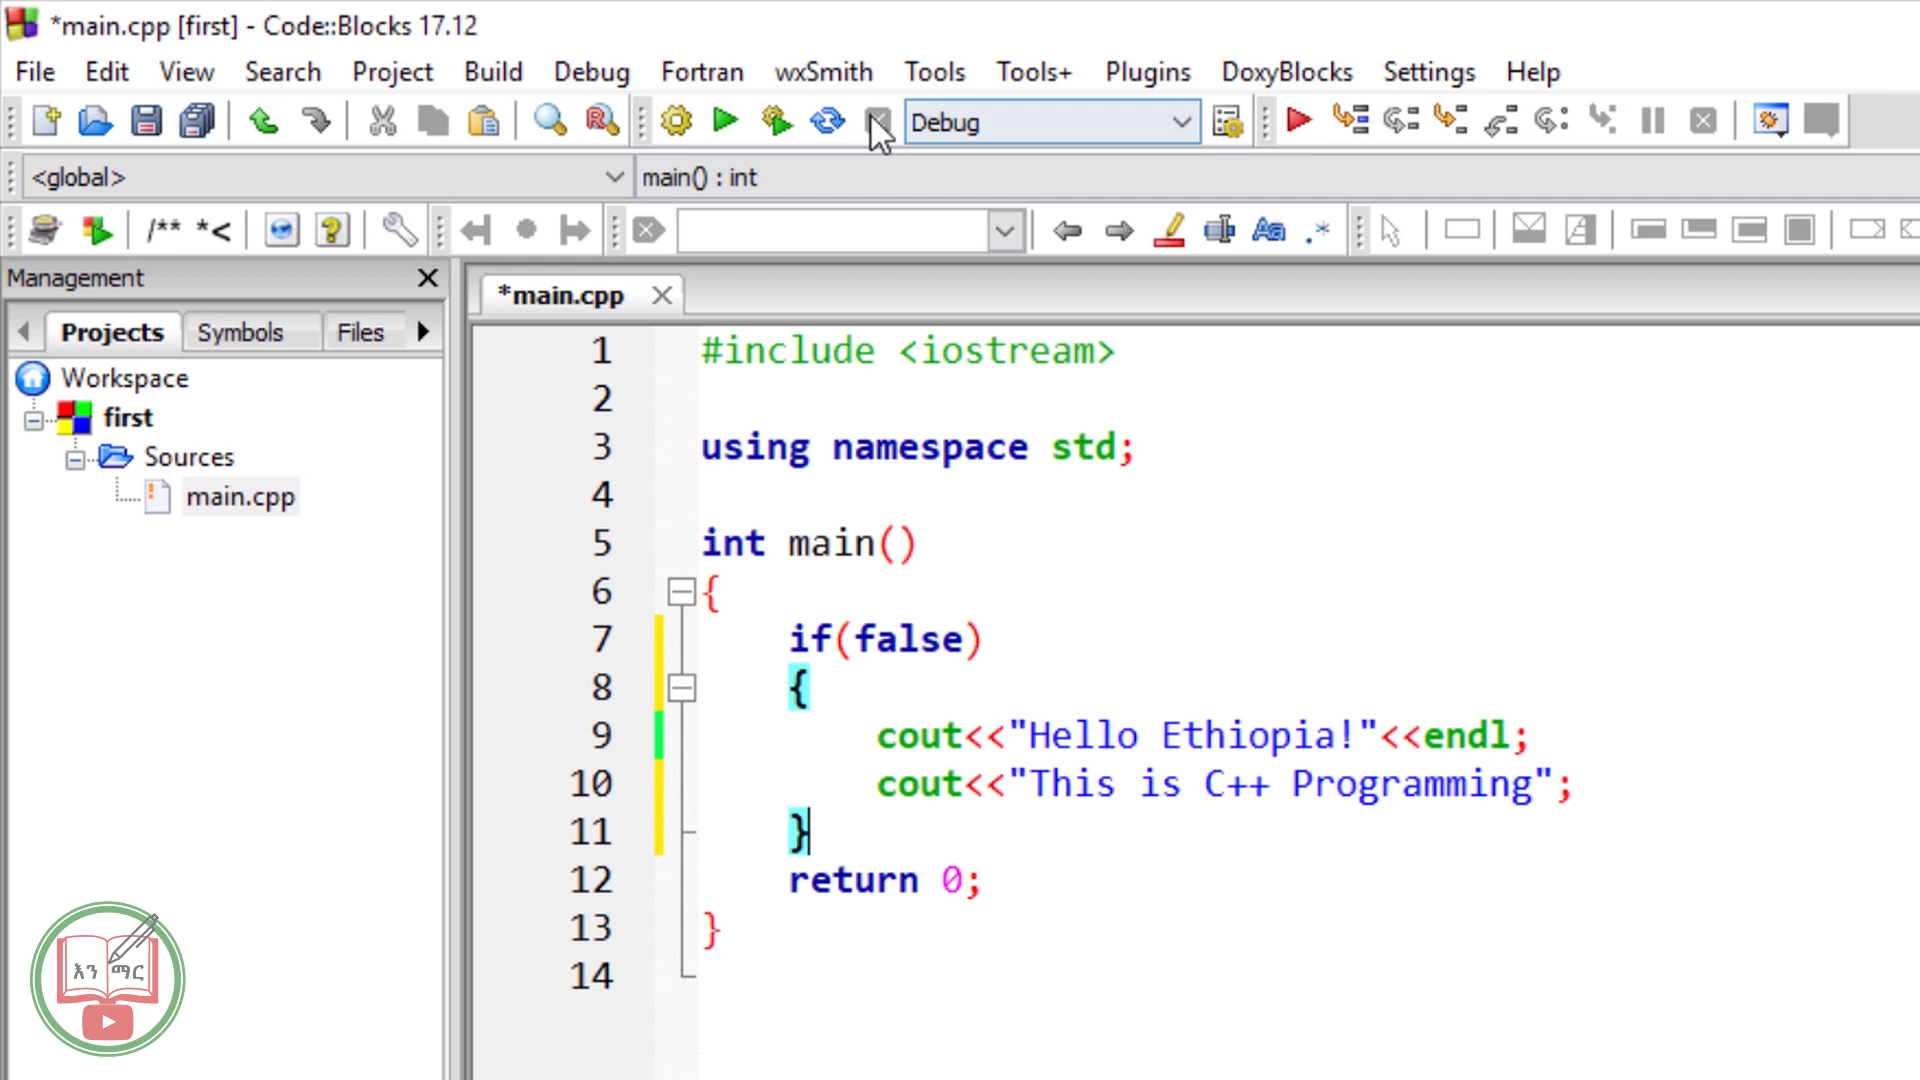 *main.cpp [first] - Code::Blocks 17.12
File Edit View Search Project Build Debug Fortran wxSmith Tools Tools+ Plugins DoxyBlocks Settings Help
Debug
<global> main() : int
/** *<
Management
Projects Symbols Files
*main.cpp
Workspace
first
Sources
main.cpp
1 #include <iostream>
2
3 using namespace std;
4
5 int main()
6 {
7 if(false)
8 {
9 cout<<"Hello Ethiopia!"<<endl;
10 cout<<"This is C++ Programming";
11 }
12 return 0;
13 }
14
እን ማር